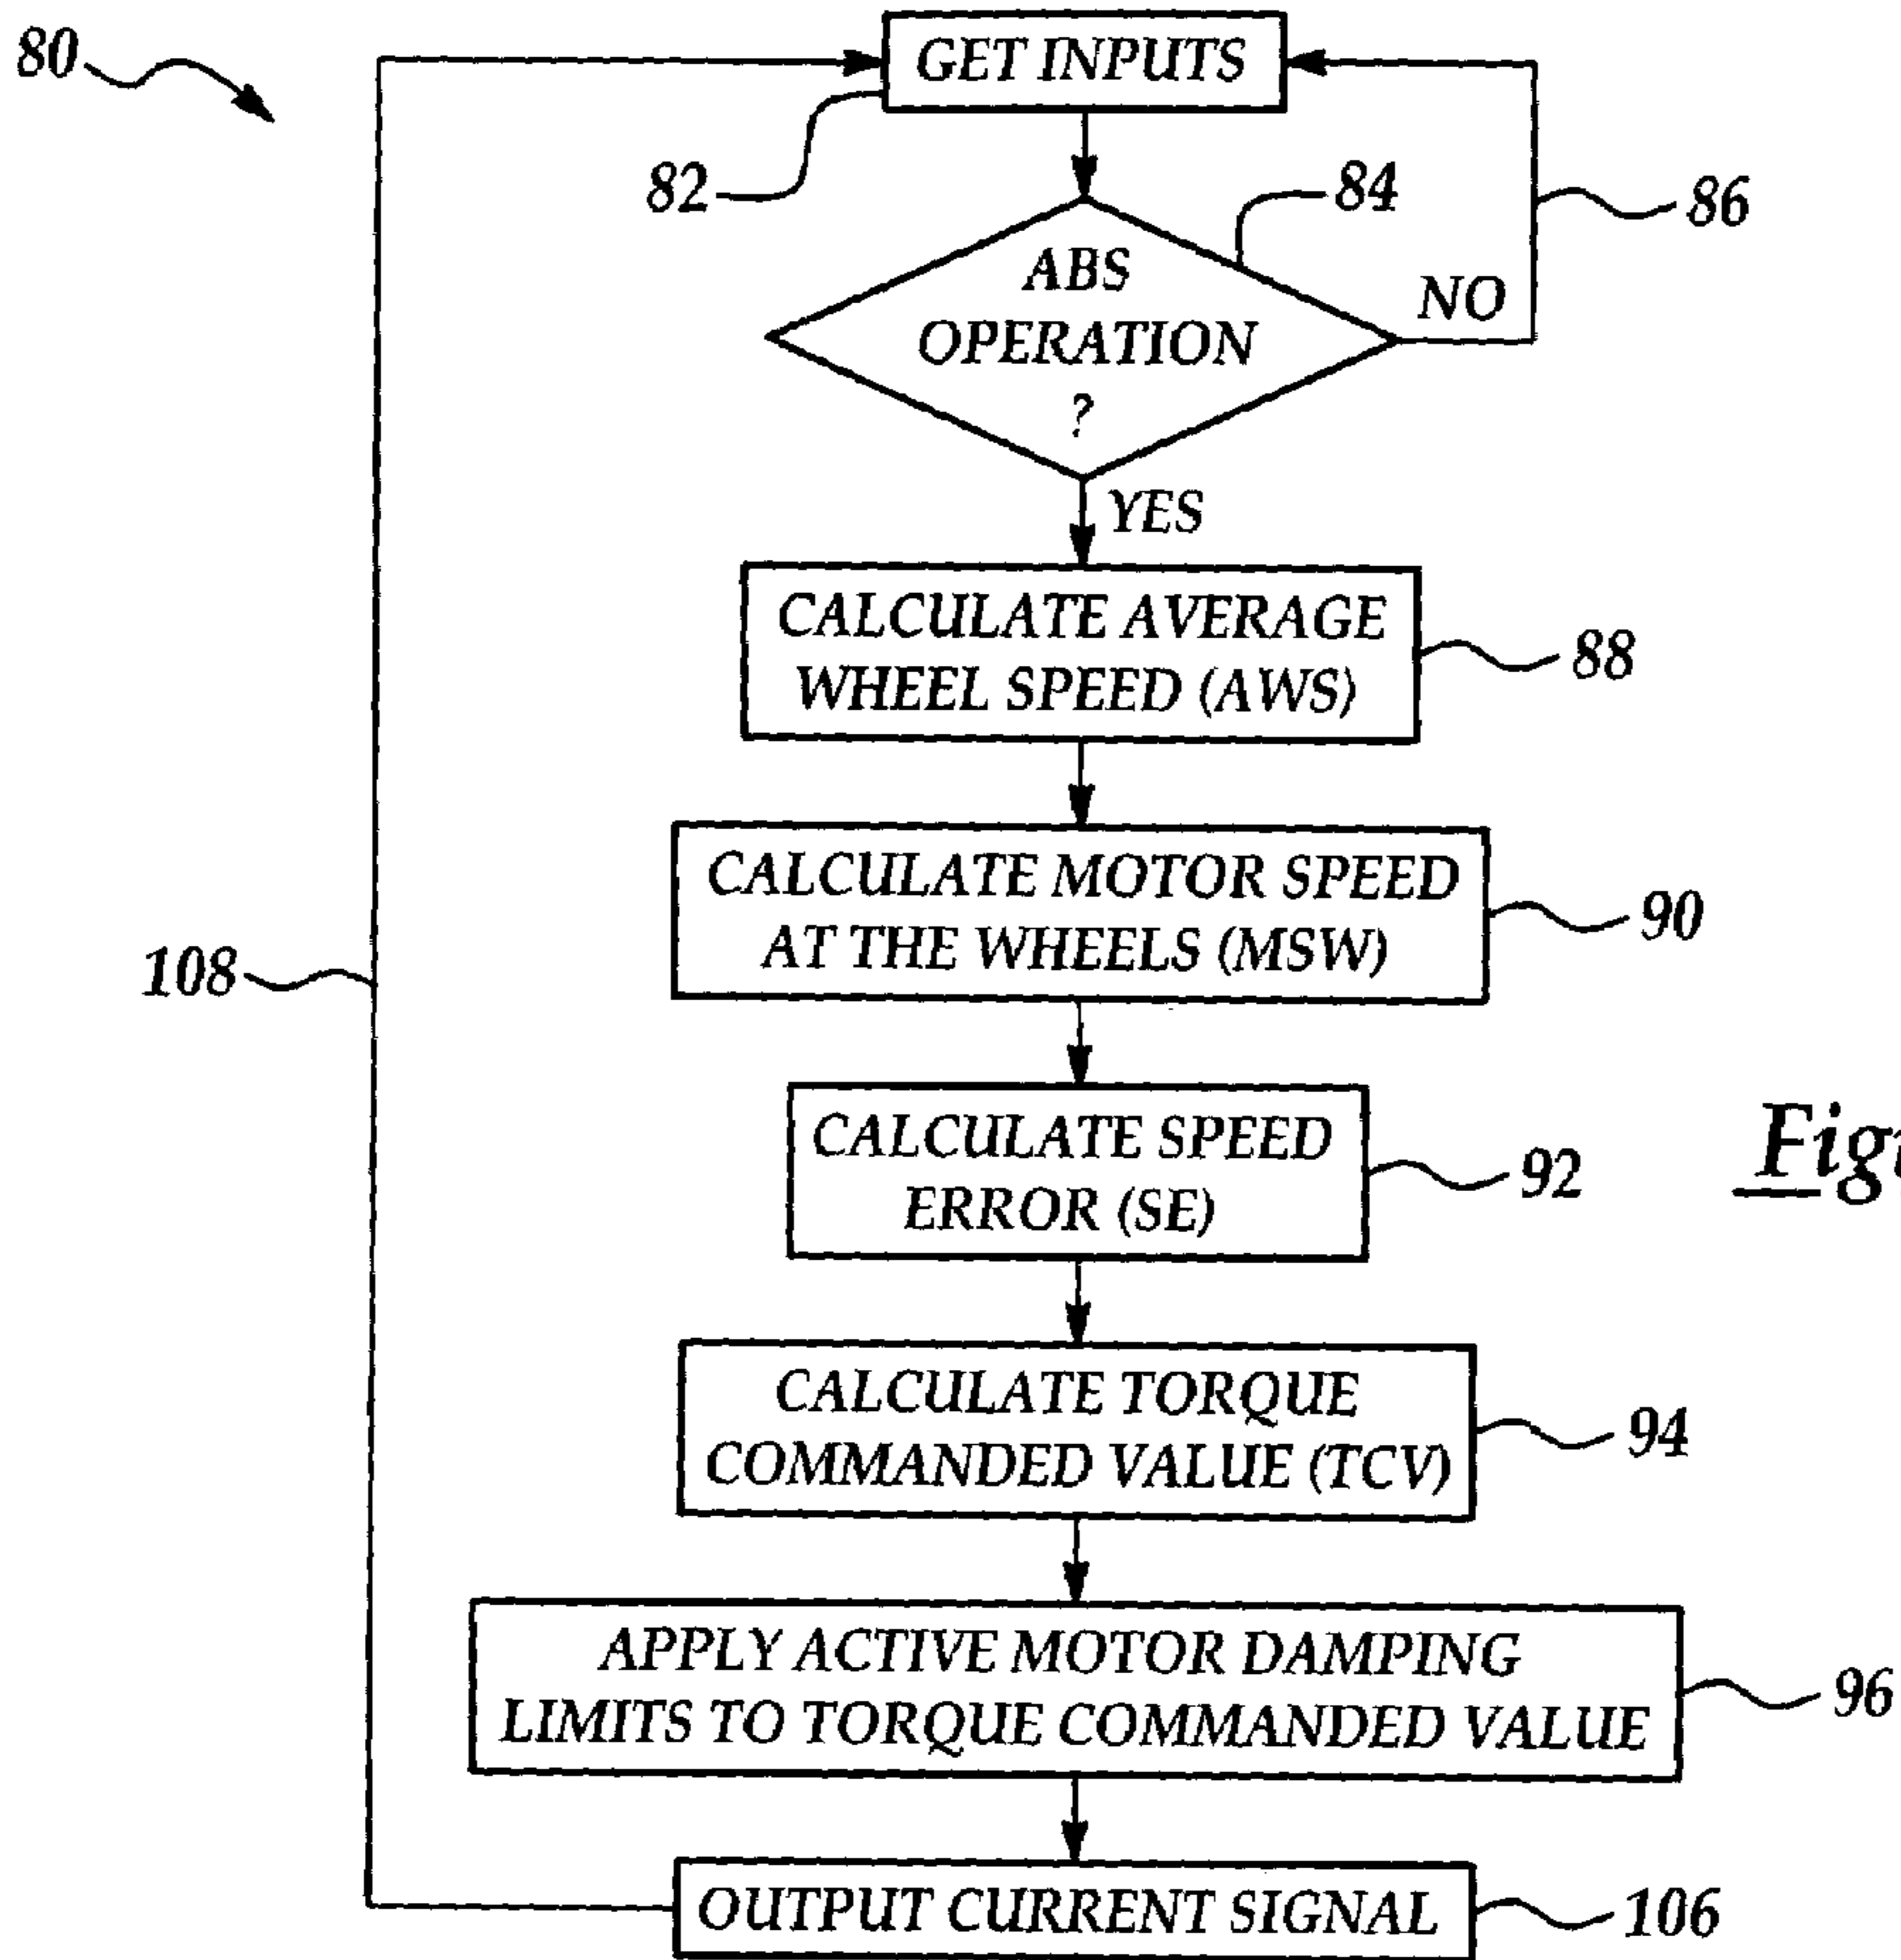 80
GET INPUTS
82
84
86
ABS
OPERATION
?
NO
YES
CALCULATE AVERAGE
WHEEL SPEED (AWS)
88
CALCULATE MOTOR SPEED
AT THE WHEELS (MSW)
90
108
CALCULATE SPEED
ERROR (SE)
92
CALCULATE TORQUE
COMMANDED VALUE (TCV)
94
APPLY ACTIVE MOTOR DAMPING
LIMITS TO TORQUE COMMANDED VALUE
96
OUTPUT CURRENT SIGNAL
106